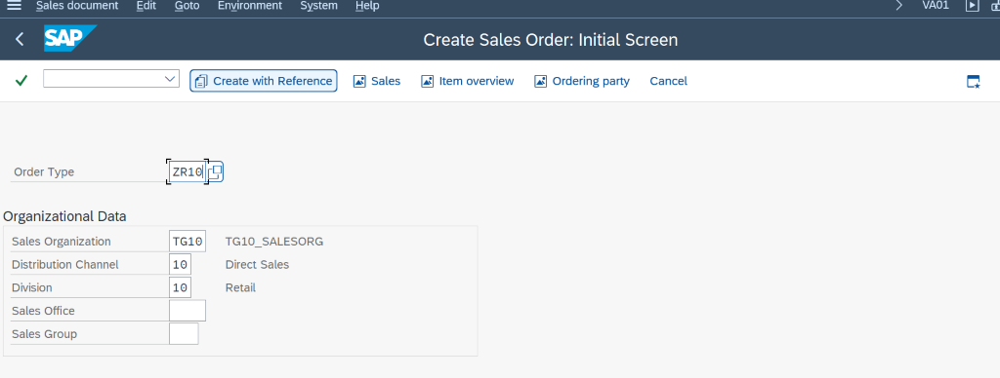 Sales document Edit Goto Environment System Help VA01
SAP Create Sales Order: Initial Screen
Create with Reference Sales Item overview Ordering party Cancel
Order Type ZR10
Organizational Data
Sales Organization TG10 TG10_SALESORG
Distribution Channel 10 Direct Sales
Division 10 Retail
Sales Office
Sales Group